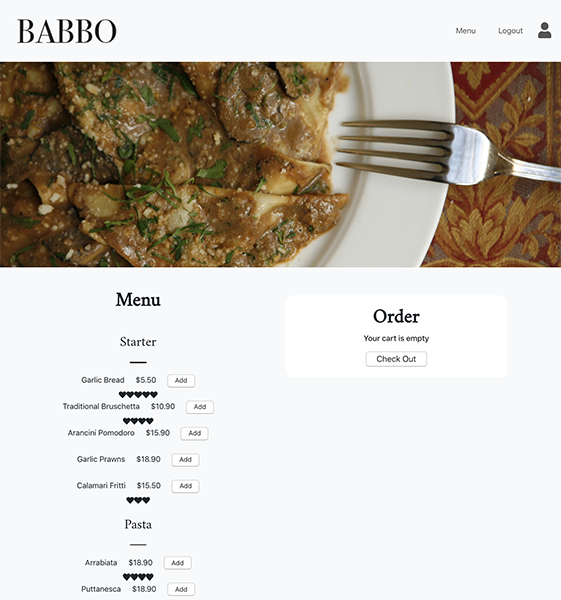 BABBO
Menu Logout
Menu
Starter
Garlic Bread $5.50 Add
Traditional Bruschetta $10.90 Add
Arancini Pomodoro $15.90 Add
Garlic Prawns $18.90 Add
Calamari Fritti $15.50 Add
Pasta
Arrabiata $18.90 Add
Puttanesca $18.90 Add
Order
Your cart is empty
Check Out